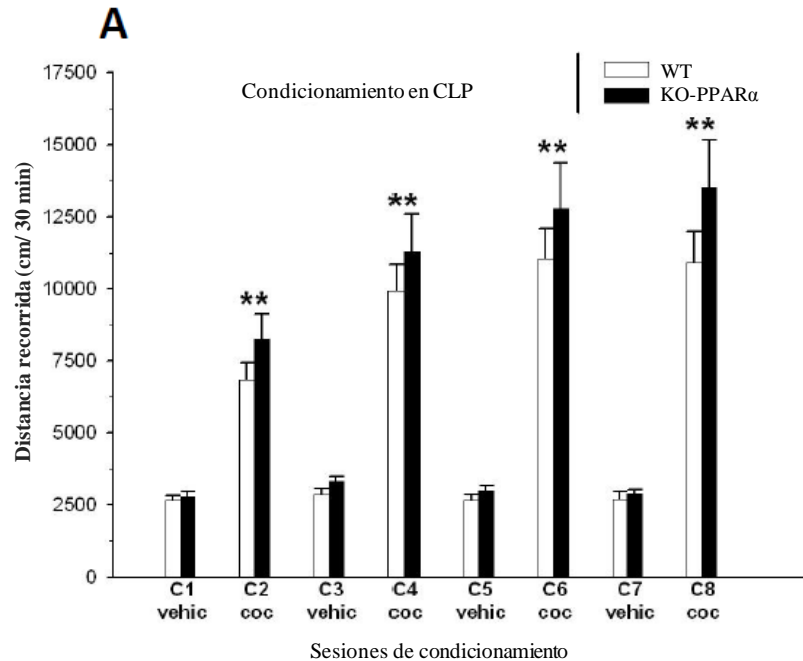 A
Condicionamiento en CLP
WT
KO-PPARα
17500
15000
12500
10000
7500
5000
2500
0
Distancia recorrida (cm/ 30 min)
**
**
**
**
C1 C2 C3 C4 C5 C6 C7 C8
vehic coc vehic coc vehic coc vehic coc
Sesiones de condicionamiento